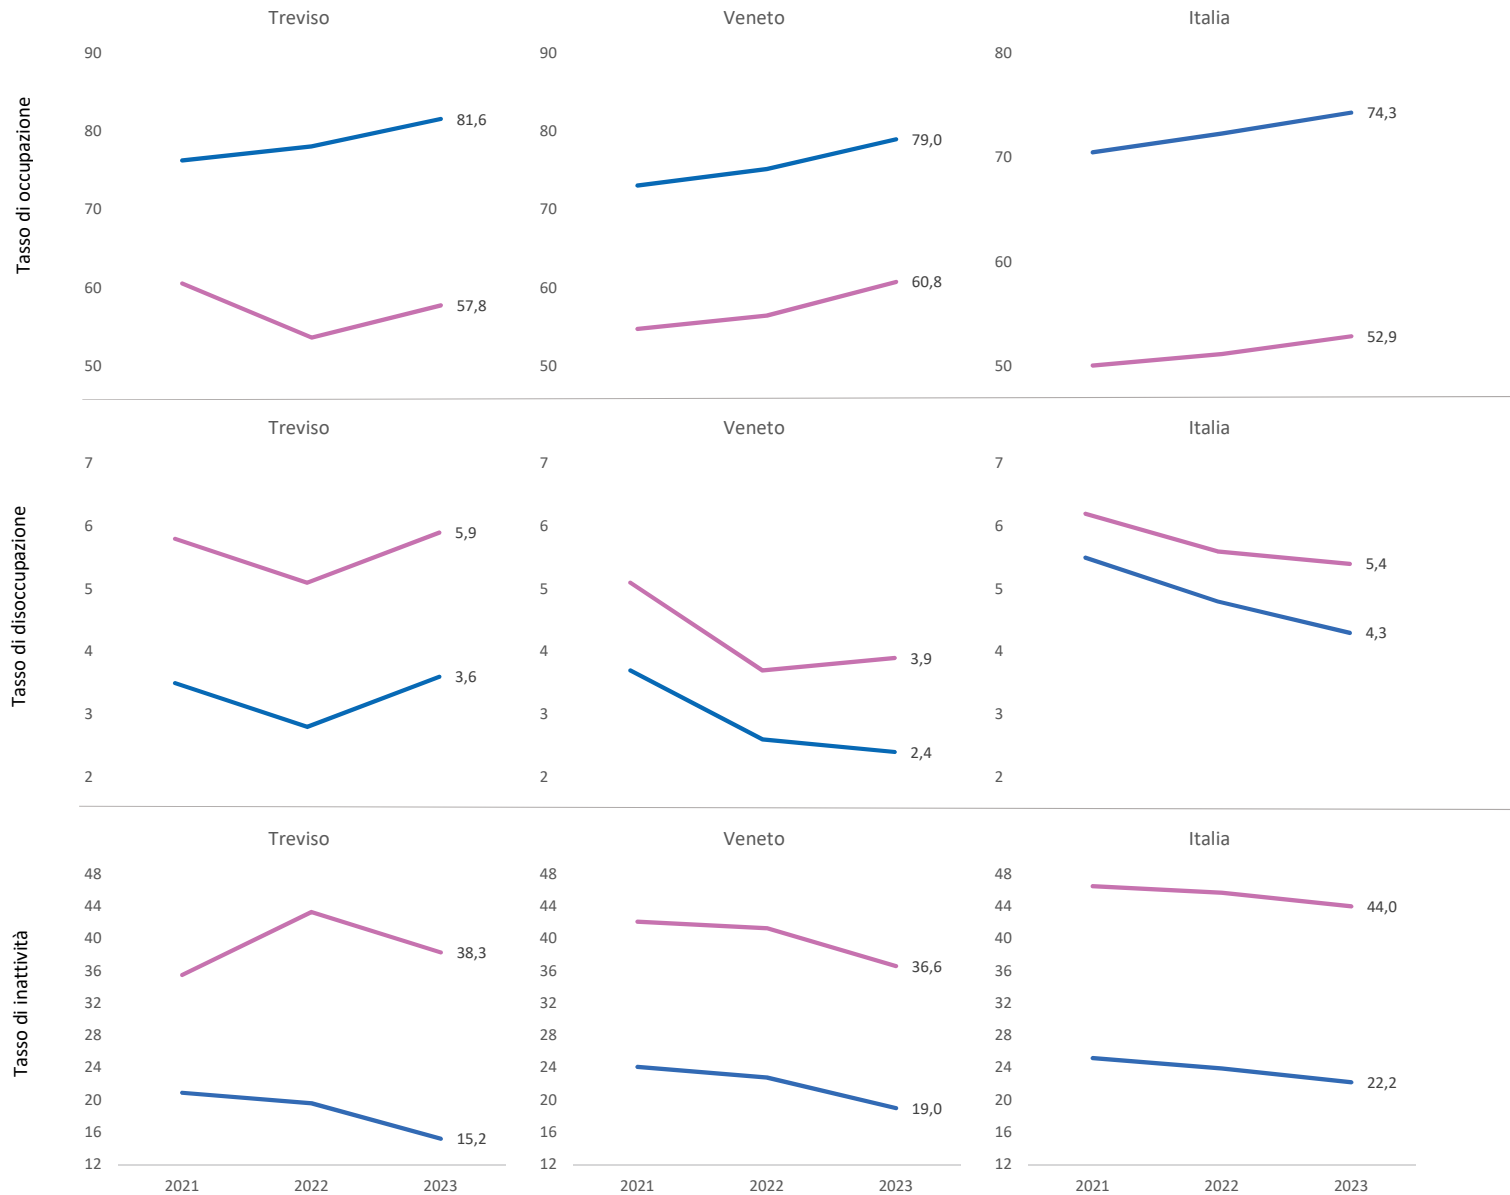 Treviso Veneto Italia
Tasso di occupazione
90 90 80
80 80 70
70 70 60
60 60 50
50 50
81,6 79,0 74,3
57,8 60,8 52,9
Treviso Veneto Italia
Tasso di disoccupazione
7 7 7
6 6 6
5 5 5
4 4 4
3 3 3
2 2 2
5,9 3,9 5,4
3,6 2,4 4,3
Treviso Veneto Italia
Tasso di inattività
48 48 48
44 44 44
40 40 40
36 36 36
32 32 32
28 28 28
24 24 24
20 20 20
16 16 16
12 12 12
38,3 36,6 44,0
15,2 19,0 22,2
2021 2022 2023 2021 2022 2023 2021 2022 2023